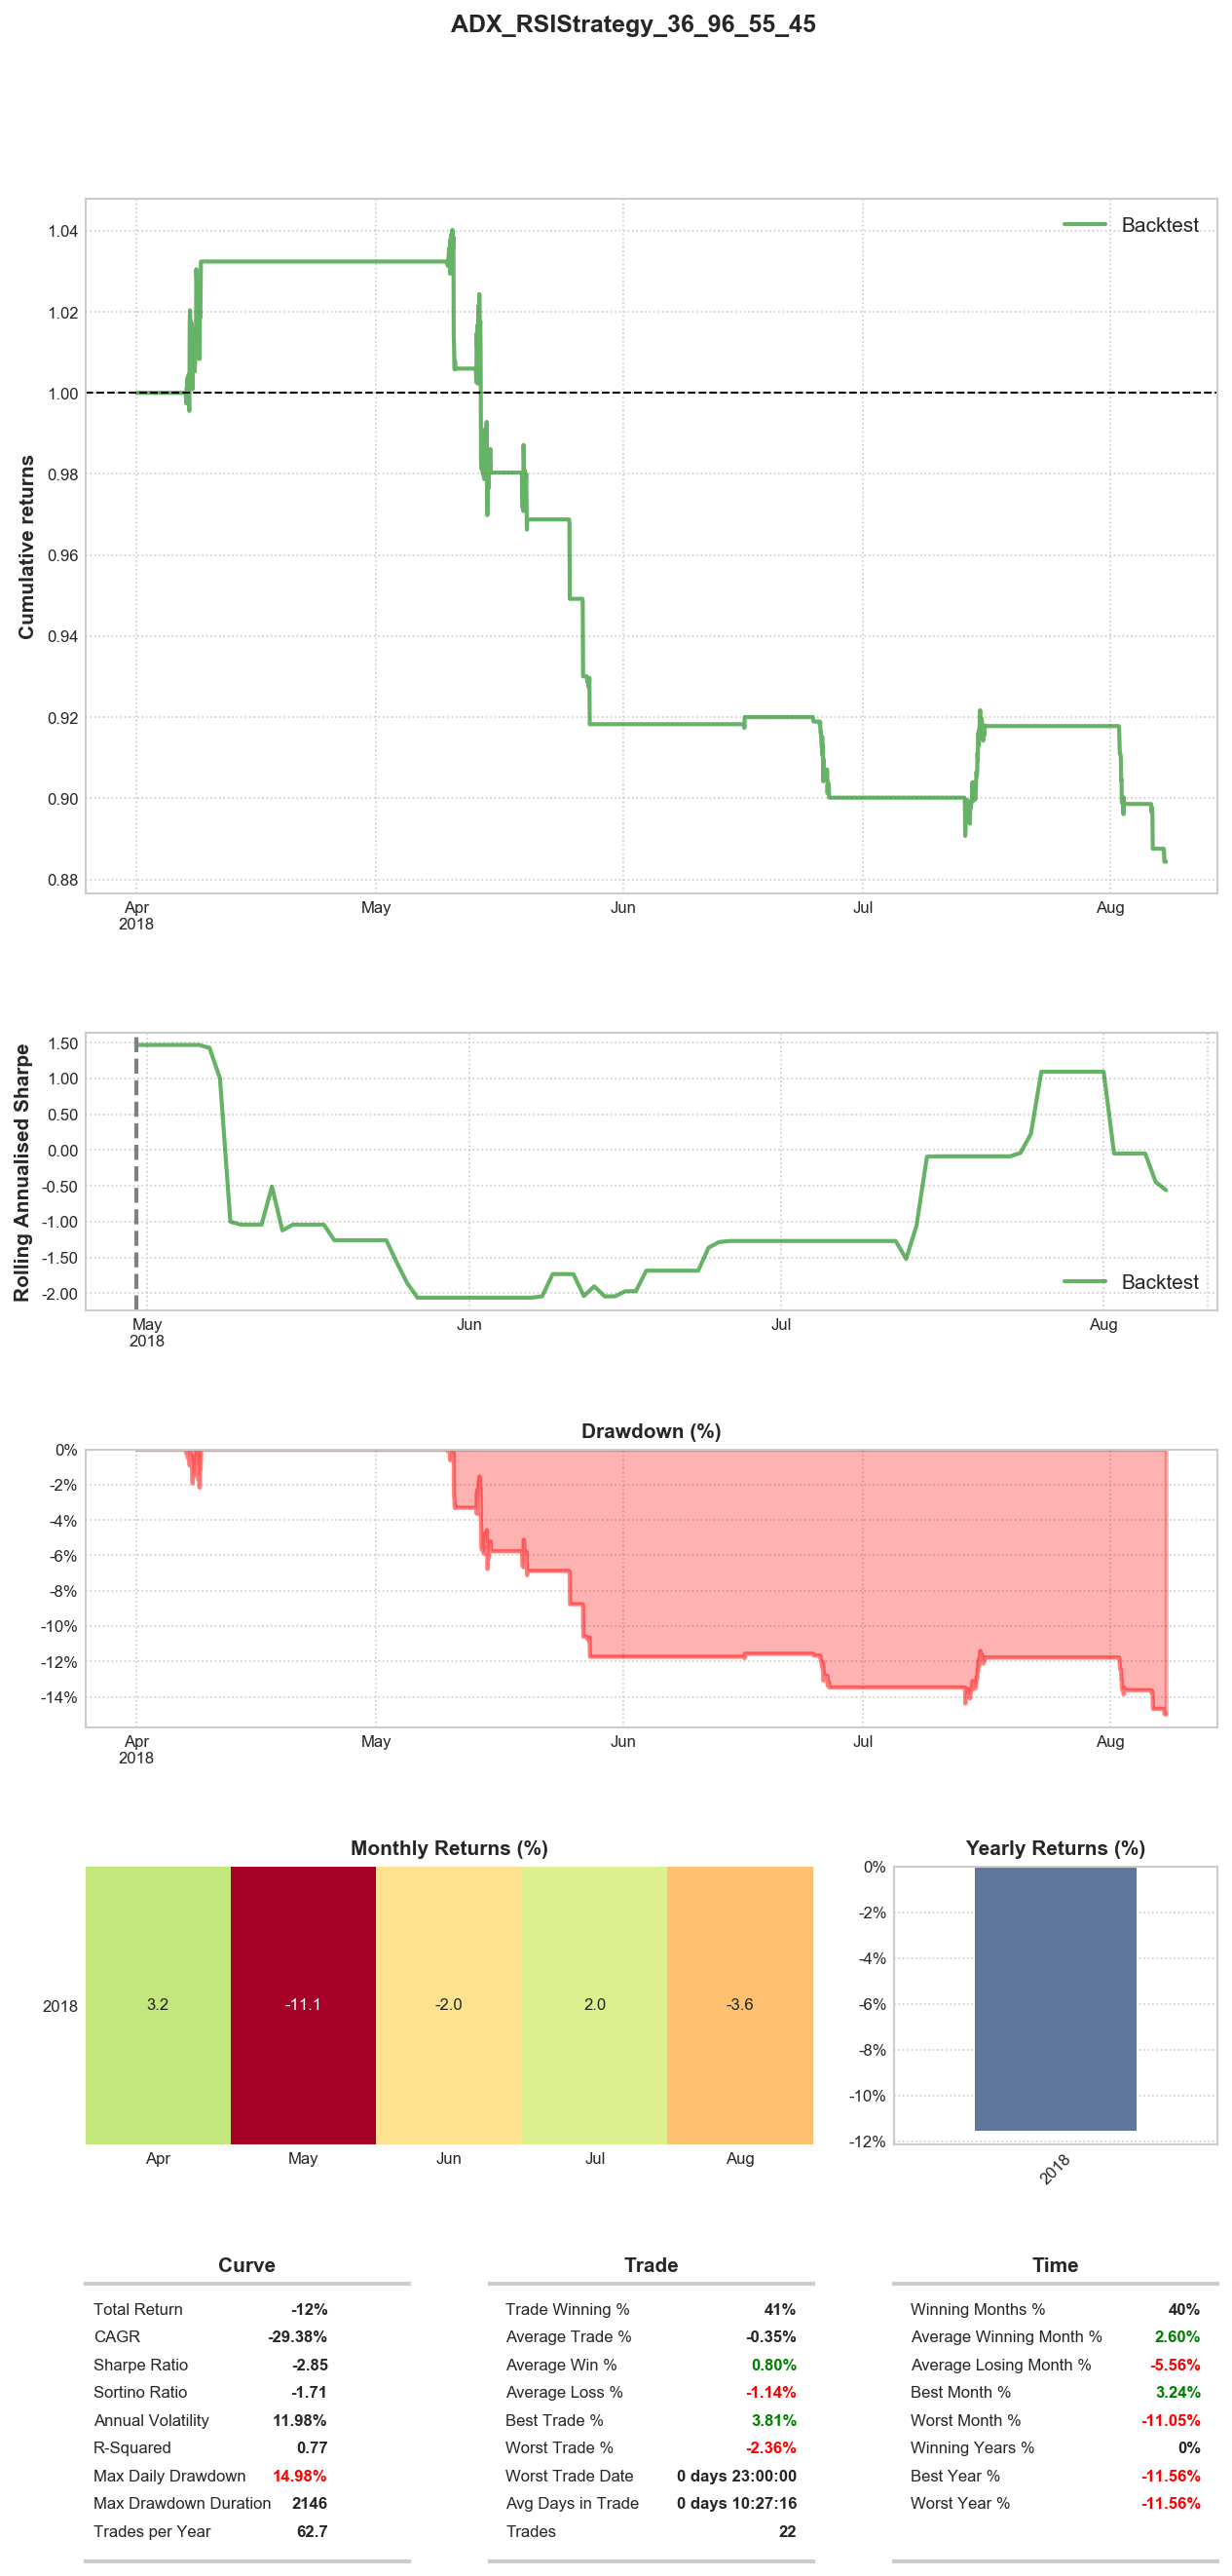 ADX_RSIStrategy_36_96_55_45
Backtest
Cumulative returns
1.04
1.02
1.00
0.98
0.96
0.94
0.92
0.90
0.88
Apr May Jun Jul Aug
2018
Rolling Annualised Sharpe
1.50
1.00
0.50
0.00
-0.50
-1.00
-1.50
-2.00
Backtest
May Jun Jul Aug
2018
Drawdown (%)
0%
-2%
-4%
-6%
-8%
-10%
-12%
-14%
Apr May Jun Jul Aug
2018
Monthly Returns (%)
2018 3.2 -11.1 -2.0 2.0 -3.6
Apr May Jun Jul Aug
Yearly Returns (%)
0%
-2%
-4%
-6%
-8%
-10%
-12%
2018
Curve
Total Return -12%
CAGR -29.38%
Sharpe Ratio -2.85
Sortino Ratio -1.71
Annual Volatility 11.98%
R-Squared 0.77
Max Daily Drawdown 14.98%
Max Drawdown Duration 2146
Trades per Year 62.7
Trade
Trade Winning % 41%
Average Trade % -0.35%
Average Win % 0.80%
Average Loss % -1.14%
Best Trade % 3.81%
Worst Trade % -2.36%
Worst Trade Date 0 days 23:00:00
Avg Days in Trade 0 days 10:27:16
Trades 22
Time
Winning Months % 40%
Average Winning Month % 2.60%
Average Losing Month % -5.56%
Best Month % 3.24%
Worst Month % -11.05%
Winning Years % 0%
Best Year % -11.56%
Worst Year % -11.56%